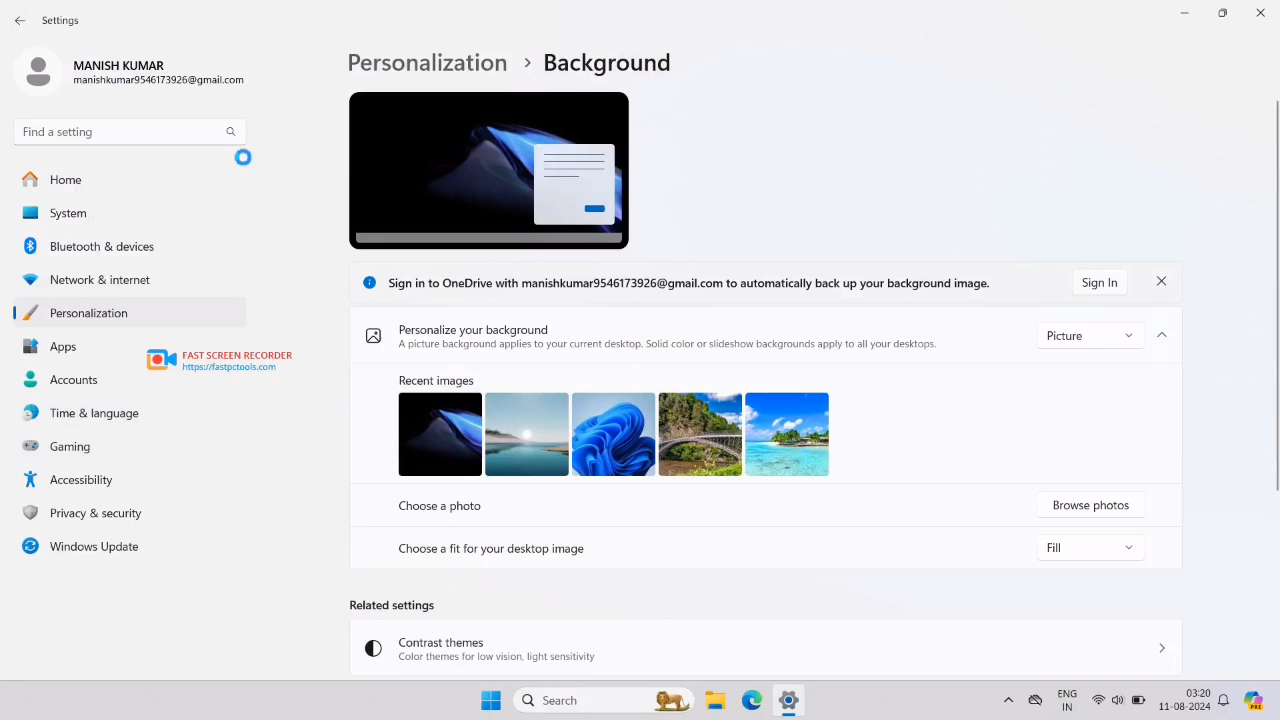 Settings
MANISH KUMAR
manishkumar9546173926@gmail.com
Find a setting
Home
System
Bluetooth & devices
Network & internet
Personalization
Apps
Accounts
Time & language
Gaming
Accessibility
Privacy & security
Windows Update
FAST SCREEN RECORDER
https://fastpctools.com
Personalization > Background
Sign in to OneDrive with manishkumar9546173926@gmail.com to automatically back up your background image.
Sign In
Personalize your background
A picture background applies to your current desktop. Solid color or slideshow backgrounds apply to all your desktops.
Picture
Recent images
Choose a photo
Browse photos
Choose a fit for your desktop image
Fill
Related settings
Contrast themes
Color themes for low vision, light sensitivity
Search
ENG
IN
03:20
11-08-2024
PRE